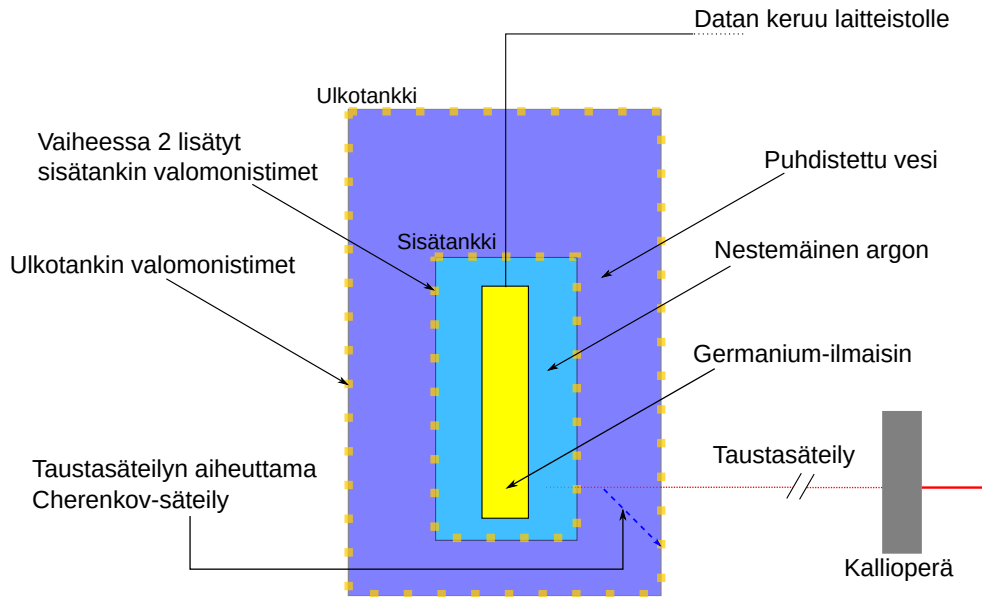 Datan keruu laitteistolle
Ulkotankki
Vaiheessa 2 lisätyt
sisätankin valomonistimet
Puhdistettu vesi
Sisätankki
Nestemäinen argon
Ulkotankin valomonistimet
Germanium-ilmaisin
Taustasäteilyn aiheuttama
Cherenkov-säteily
Taustasäteily
Kallioperä